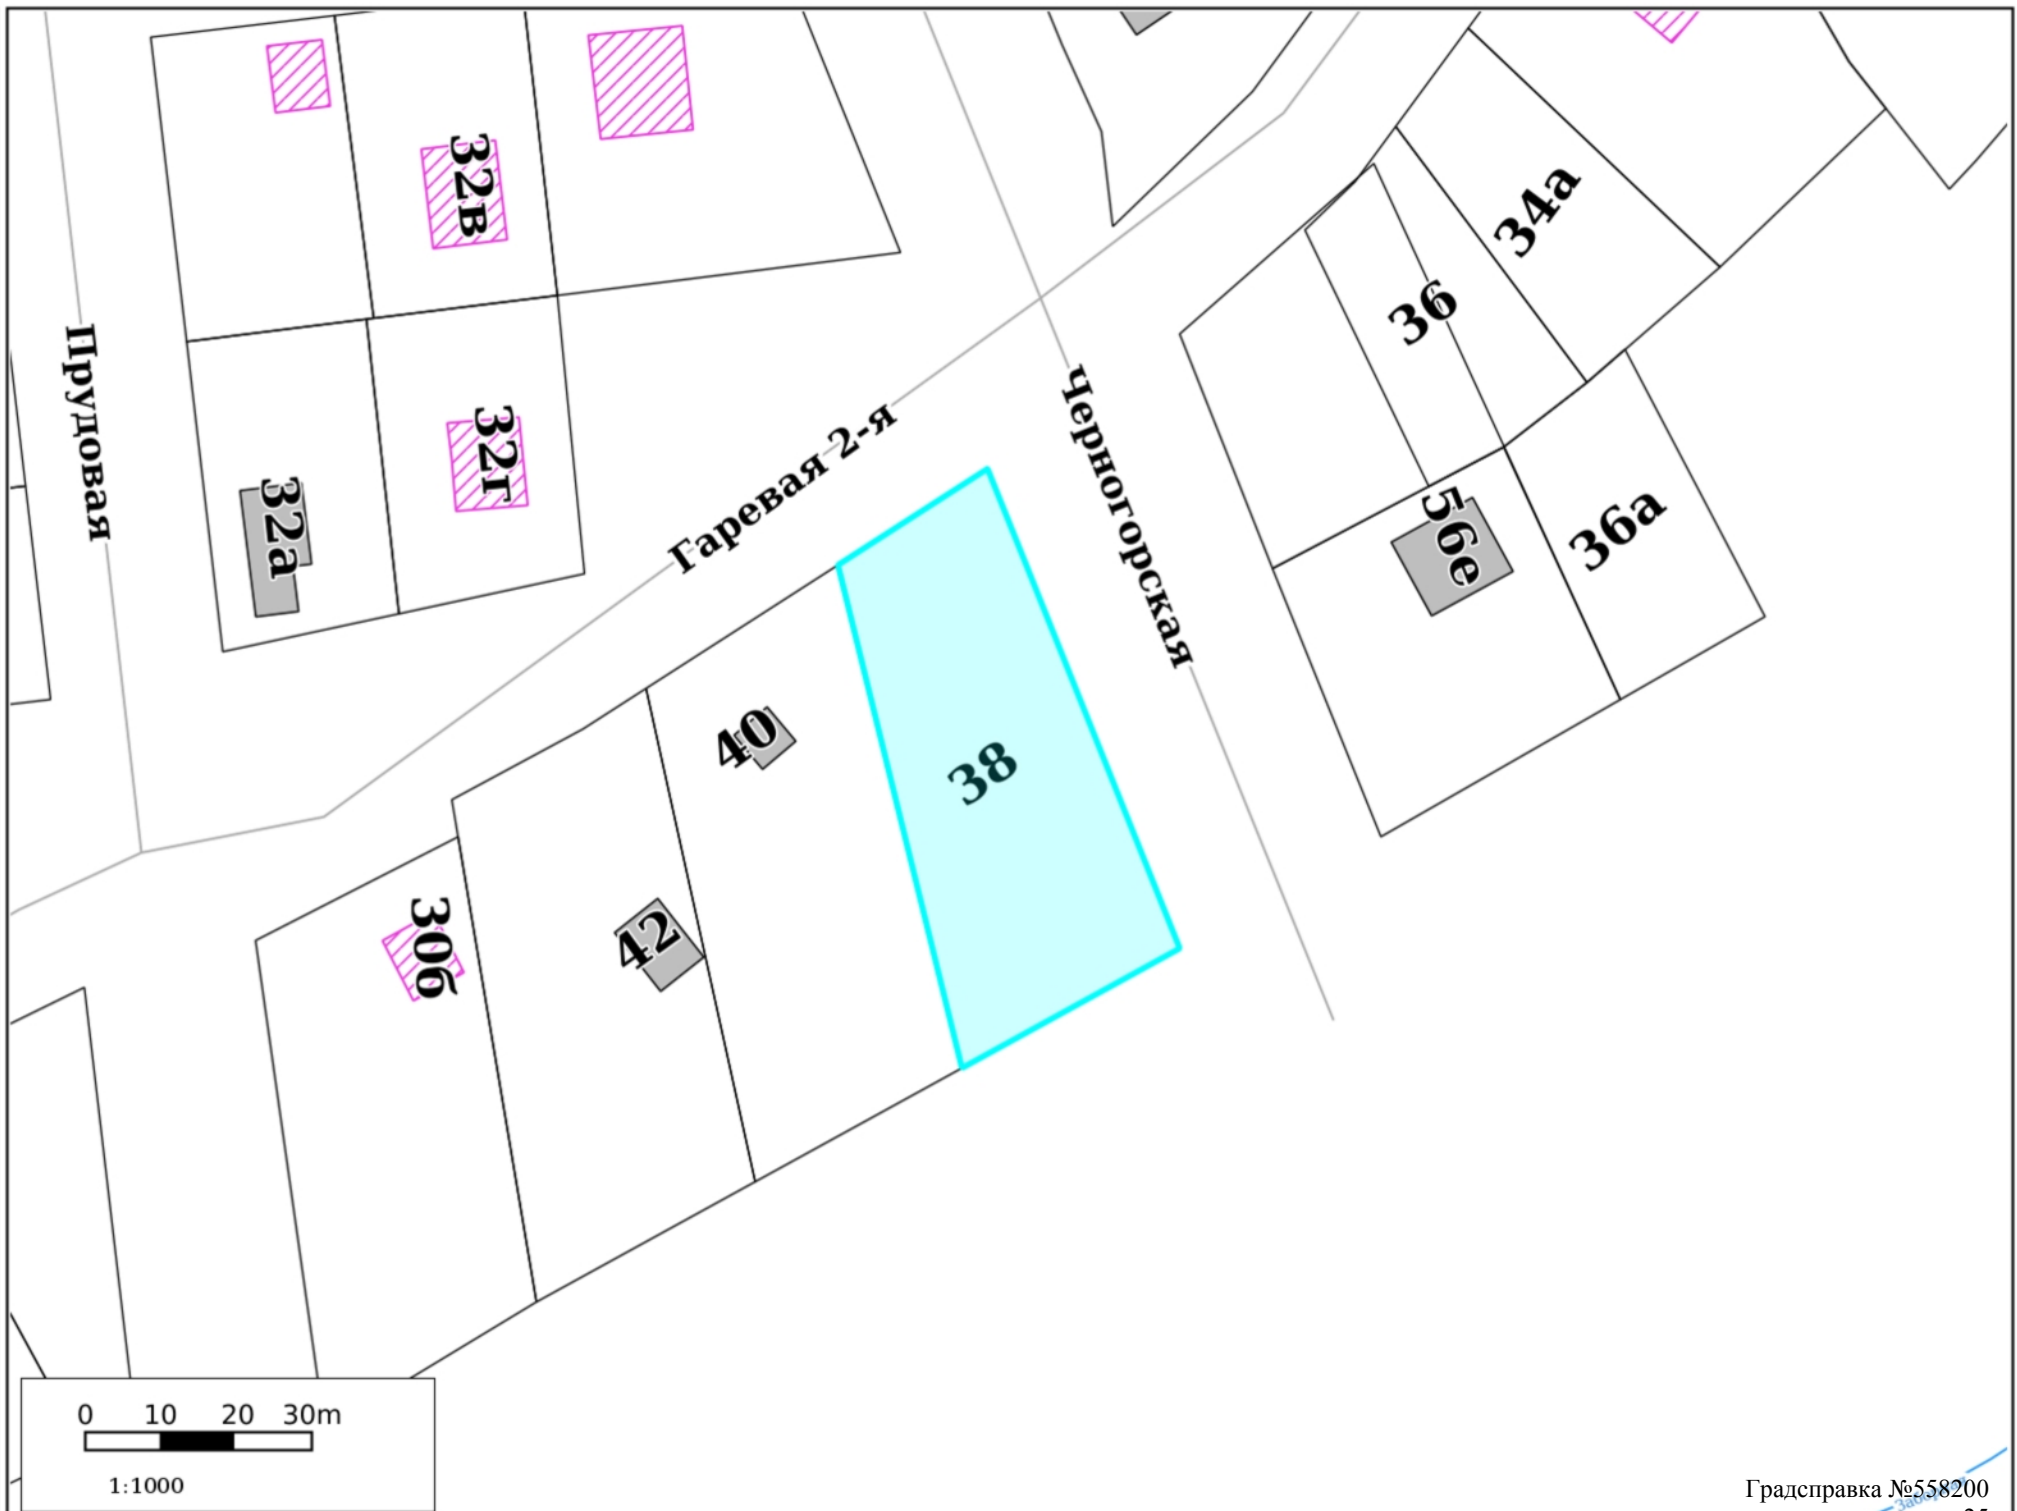 32в
34а
36
Прудовая
32г
Гаревая 2-я
Черногорская
32а
56е
36а
40
38
42
30б
0 10 20 30m
1:1000
Градсправка №558200